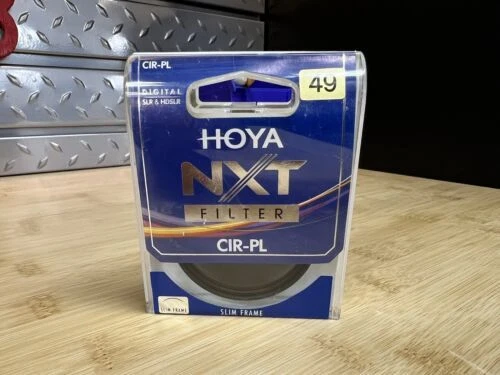 CIR-PL
49
DIGITAL
SLR & HDSLR
HOYA
NXT
FILTER
CIR-PL
SLIM FRAME
SLIM FRAME